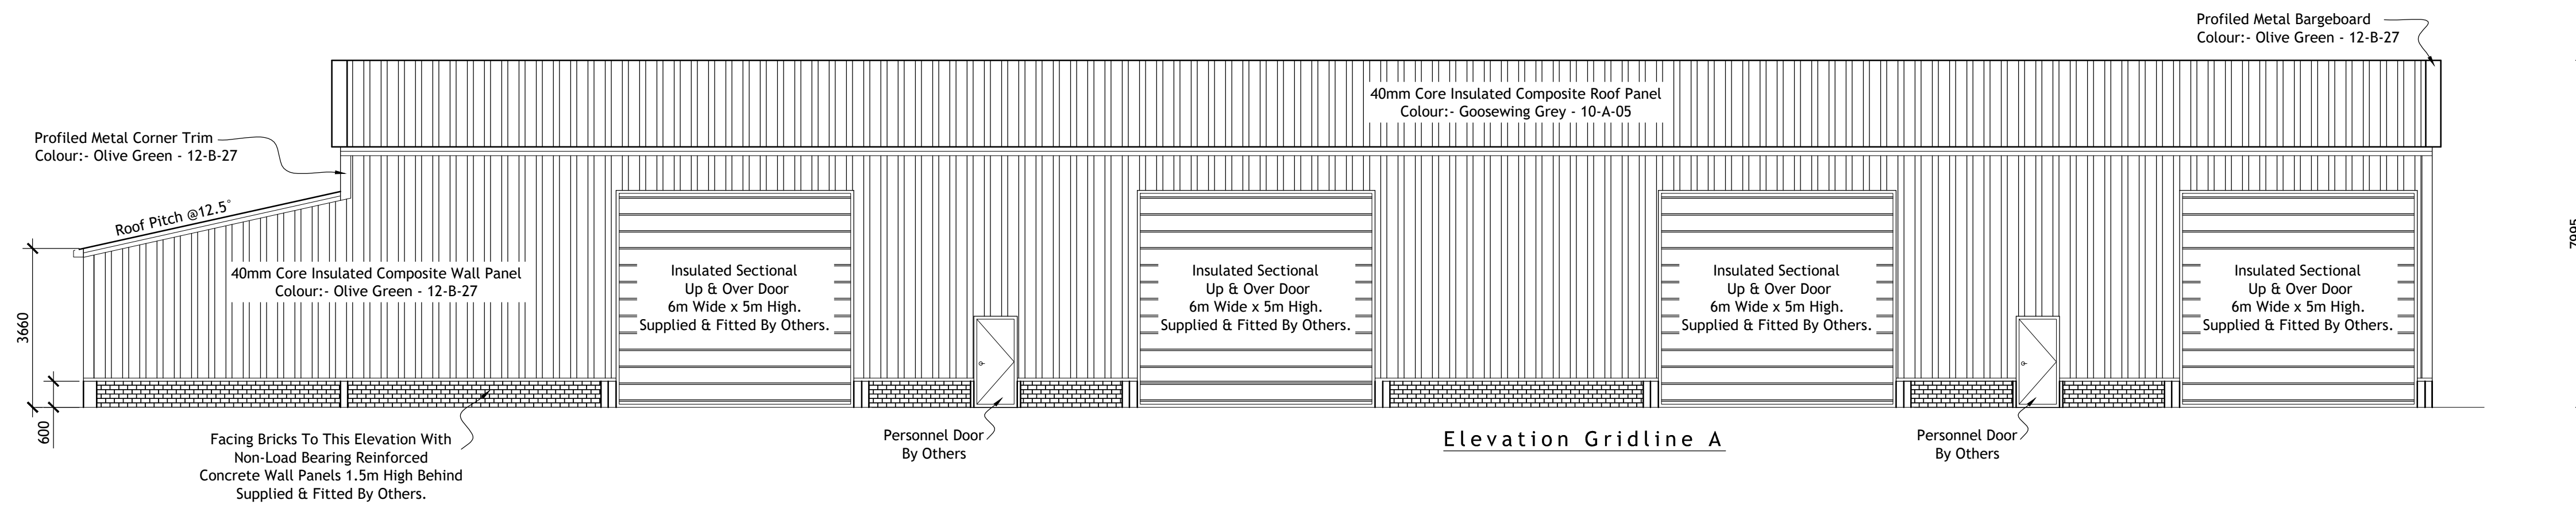 Profiled Metal Bargeboard
Colour:- Olive Green - 12-B-27
40mm Core Insulated Composite Roof Panel
Colour:- Goosewing Grey - 10-A-05
Profiled Metal Corner Trim
Colour:- Olive Green - 12-B-27
Roof Pitch @12.5°
7995
40mm Core Insulated Composite Wall Panel
Colour:- Olive Green - 12-B-27
Insulated Sectional
Up & Over Door
6m Wide x 5m High.
Supplied & Fitted By Others.
Insulated Sectional
Up & Over Door
6m Wide x 5m High.
Supplied & Fitted By Others.
Insulated Sectional
Up & Over Door
6m Wide x 5m High.
Supplied & Fitted By Others.
Insulated Sectional
Up & Over Door
6m Wide x 5m High.
Supplied & Fitted By Others.
3660
600
Facing Bricks To This Elevation With
Non-Load Bearing Reinforced
Concrete Wall Panels 1.5m High Behind
Supplied & Fitted By Others.
Personnel Door
By Others
Elevation Gridline A
Personnel Door
By Others